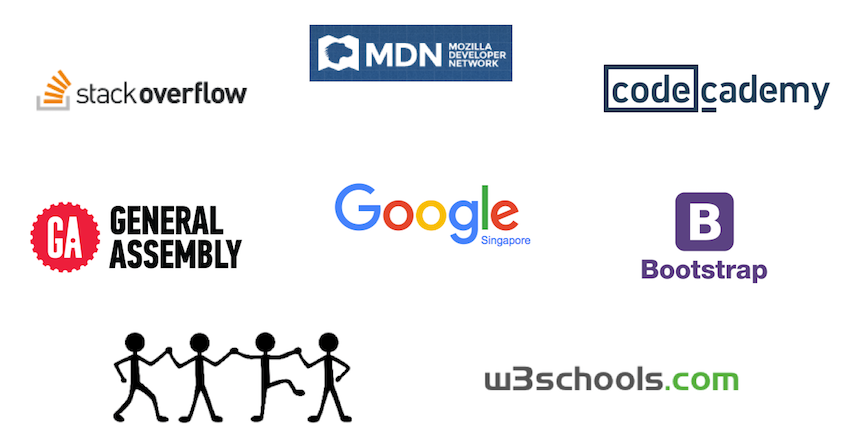 MDN MOZILLA
DEVELOPER
NETWORK
stackoverflow
codecademy
GA GENERAL
ASSEMBLY
Google
Singapore
B
Bootstrap
w3schools.com